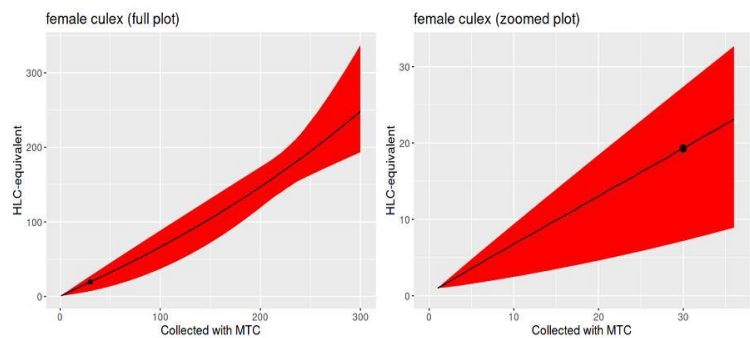 female culex (full plot)
HLC-equivalent
300
200
100
0
0 100 200 300
Collected with MTC
female culex (zoomed plot)
HLC-equivalent
30
20
10
0
0 10 20 30
Collected with MTC